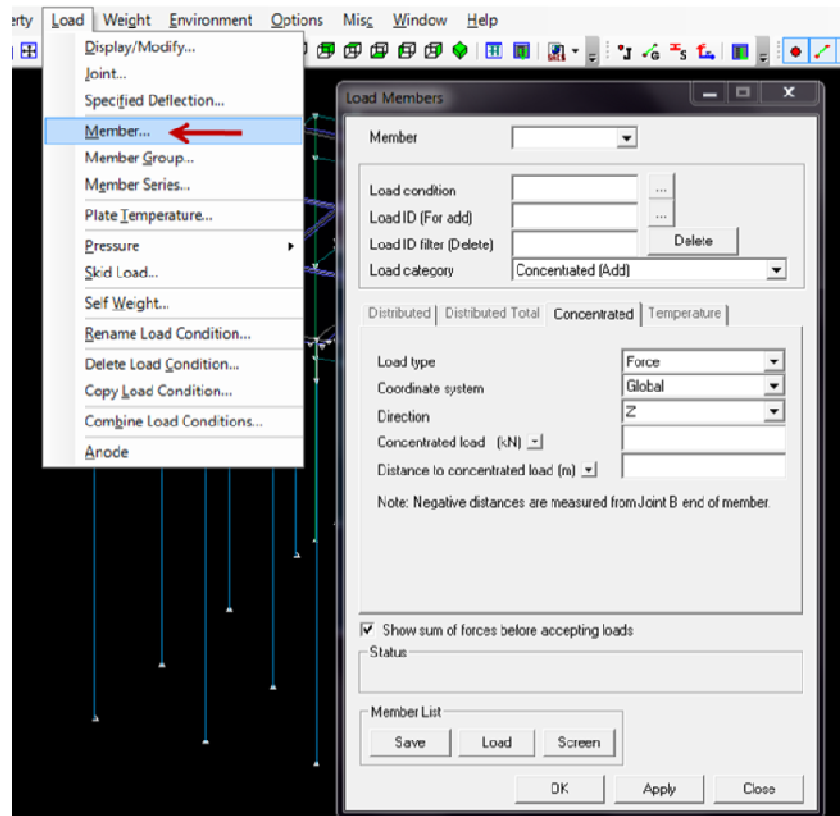 erty Load Weight Environment Options Misc Window Help
Display/Modify...
Joint...
Specified Deflection...
Member...
Member Group...
Member Series...
Plate Temperature...
Pressure
Skid Load...
Self Weight...
Rename Load Condition...
Delete Load Condition...
Copy Load Condition...
Combine Load Conditions...
Anode
Load Members
Member
Load condition ...
Load ID (For add) ...
Load ID filter (Delete) Delete
Load category Concentrated (Add)
Distributed Distributed Total Concentrated Temperature
Load type Force
Coordinate system Global
Direction Z
Concentrated load (kN)
Distance to concentrated load (m)
Note: Negative distances are measured from Joint B end of member.
Show sum of forces before accepting loads
Status
Member List
Save Load Screen
OK Apply Close